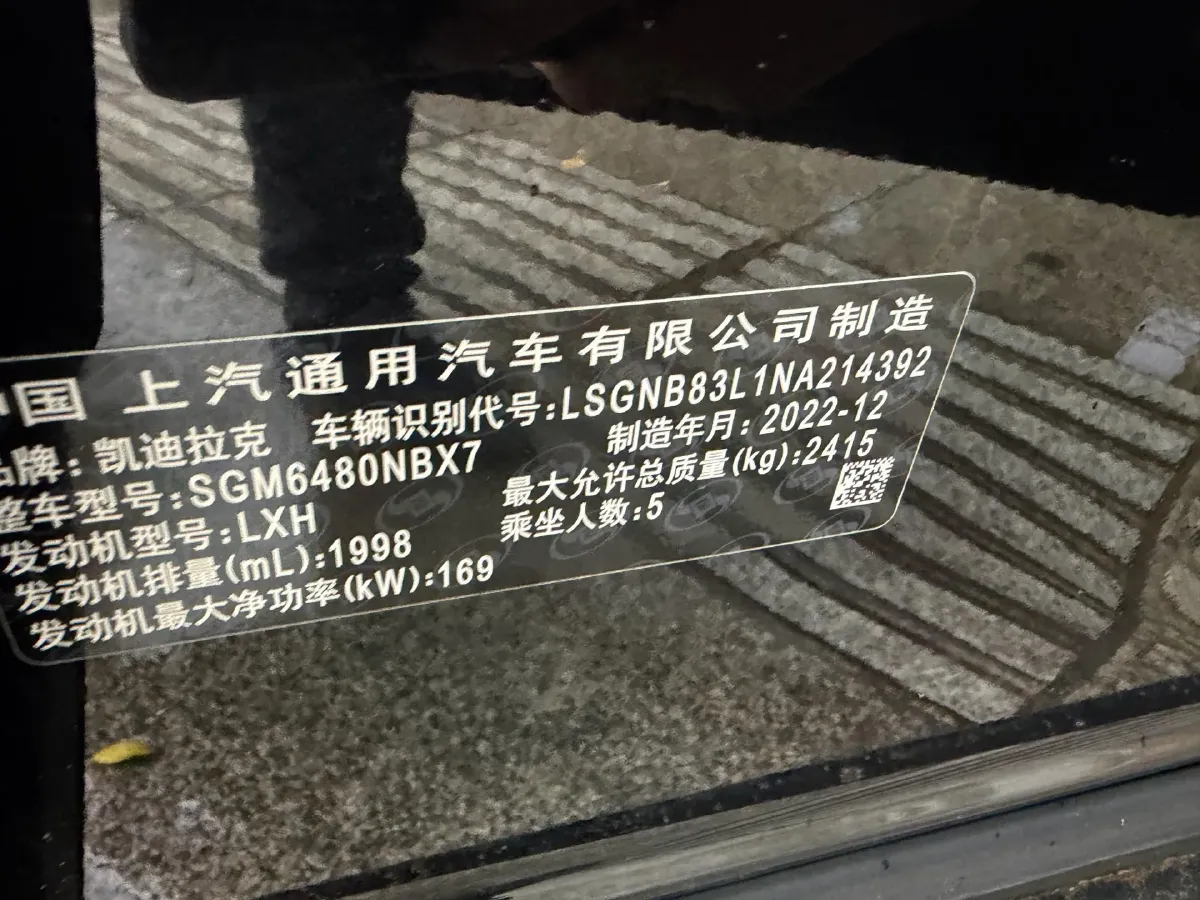 中国 上汽通用汽车有限公司制造
品牌:凯迪拉克 车辆识别代号:LSGNB83L1NA214392
整车型号:SGM6480NBX7 制造年月:2022-12
发动机型号:LXH 最大允许总质量(kg):2415
发动机排量(mL):1998 乘坐人数:5
发动机最大净功率(kW):169